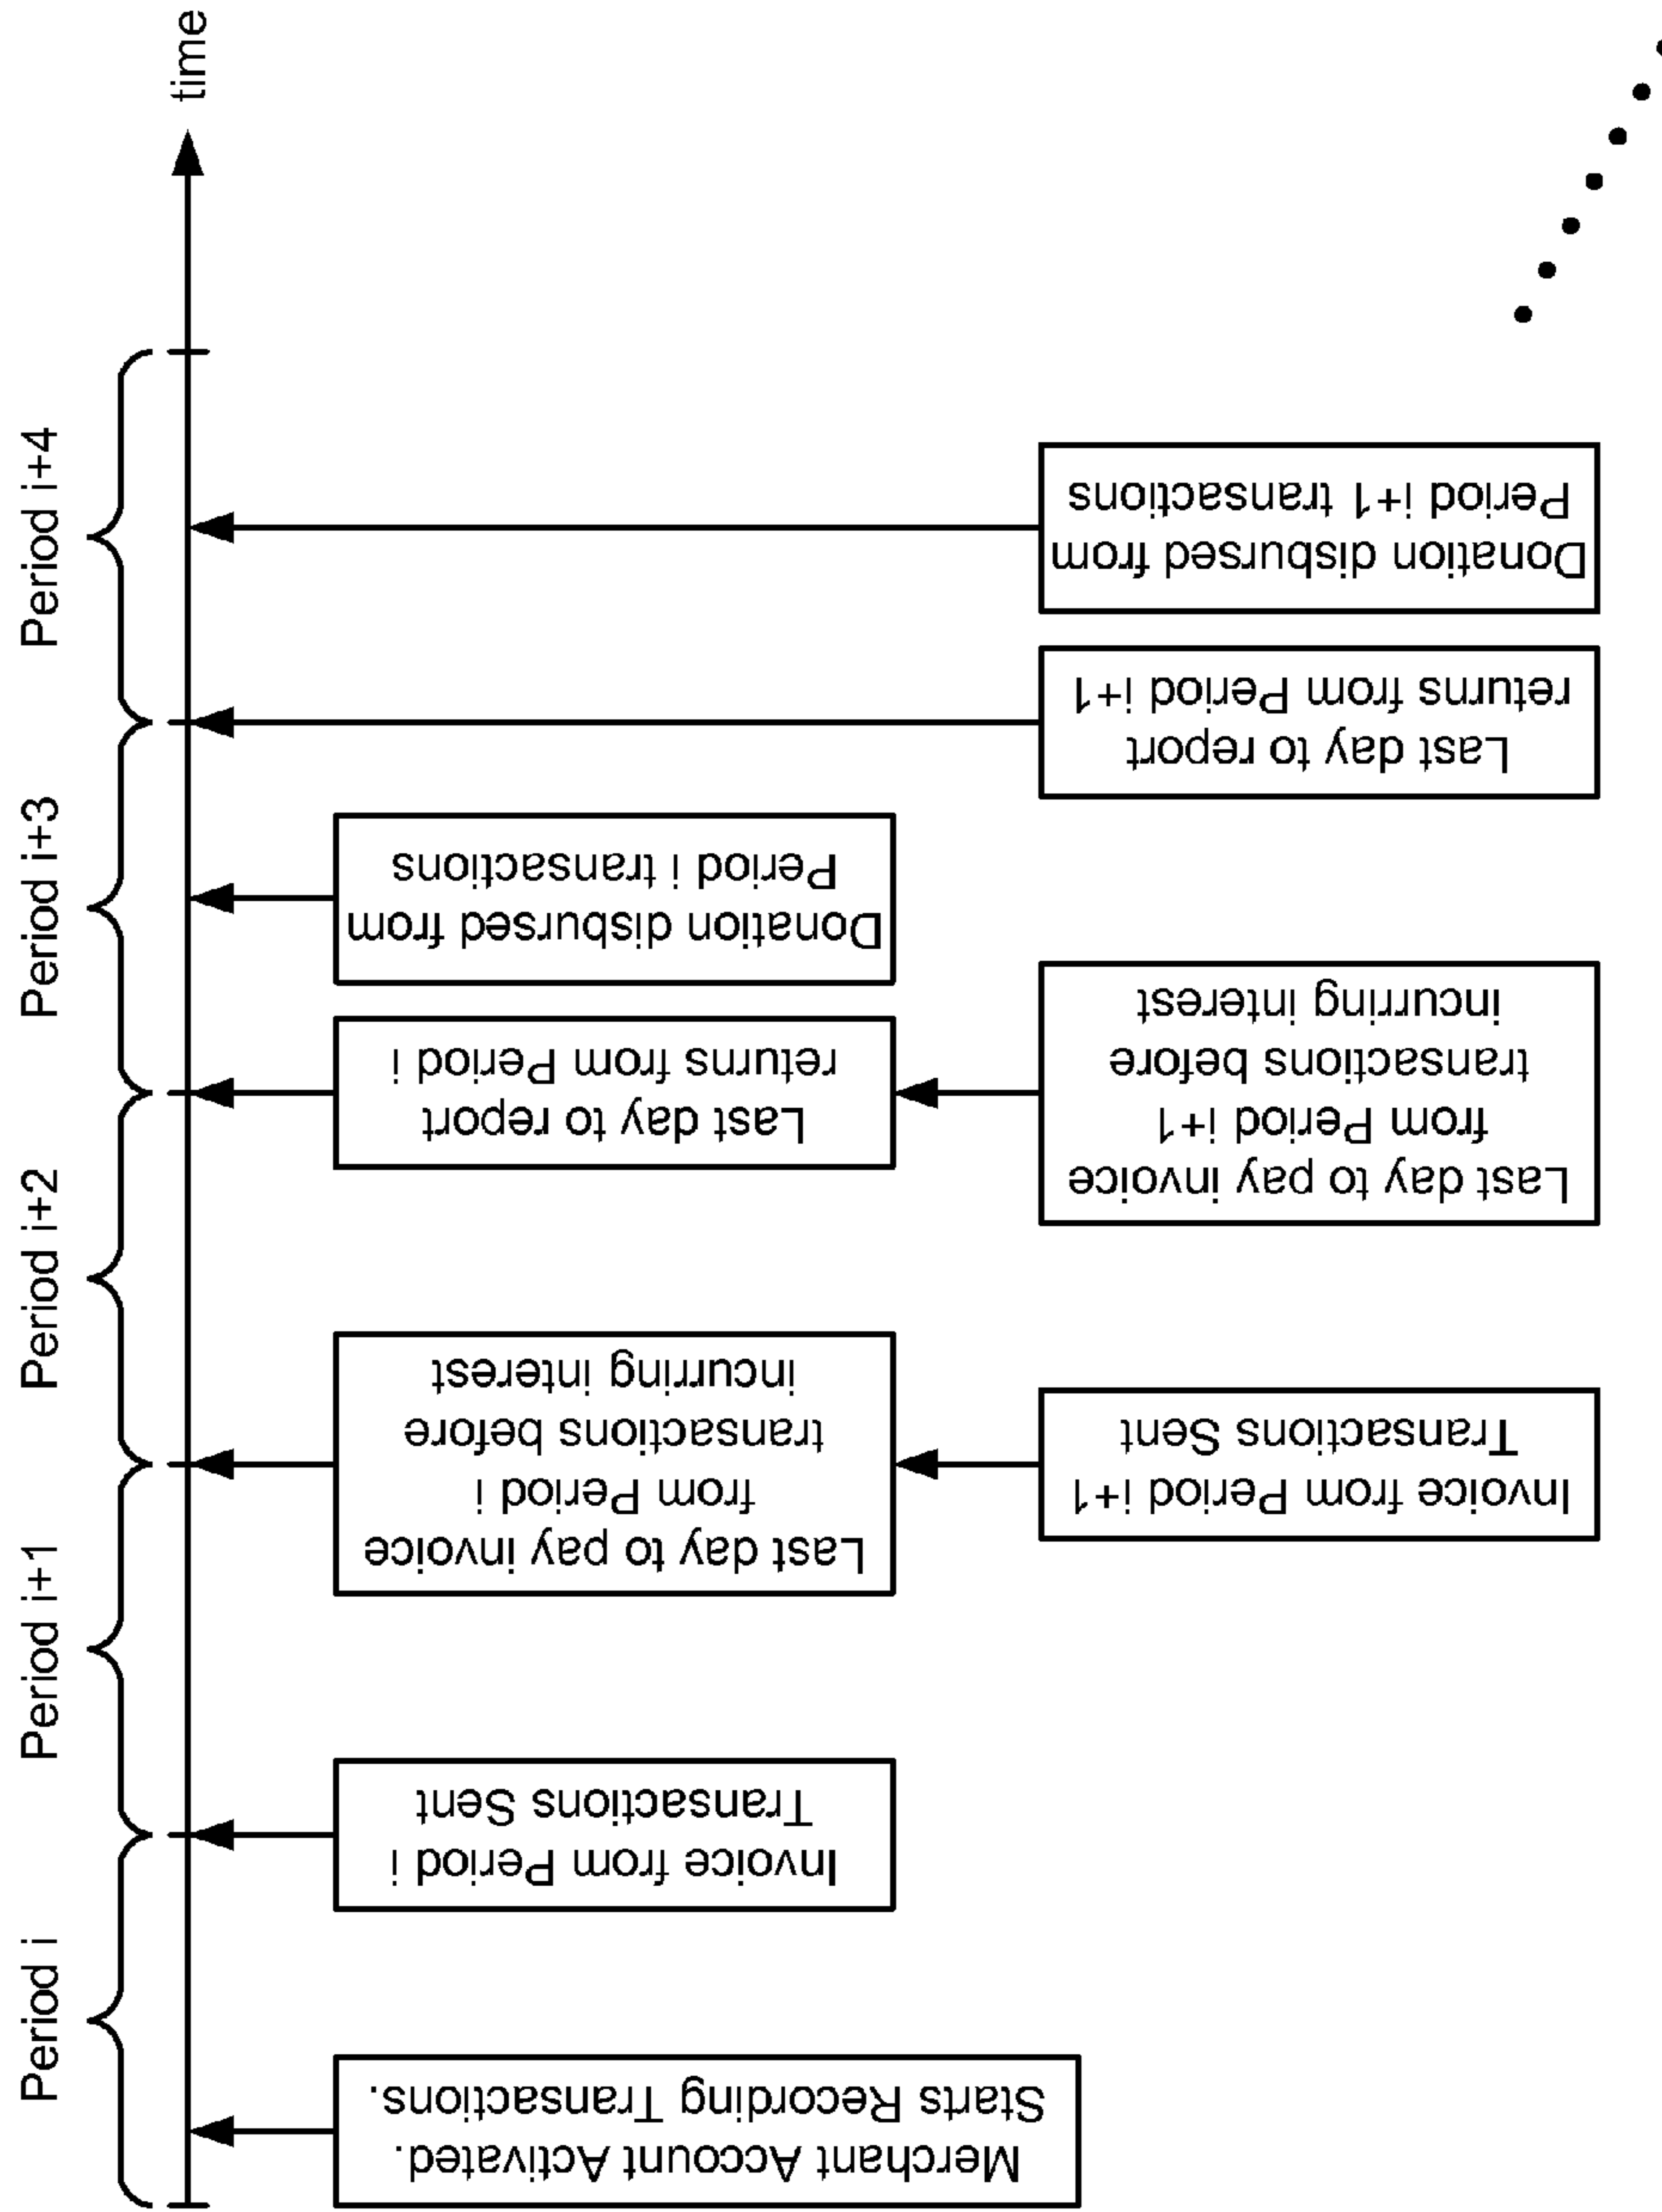 Period i
Period i+1
Period i+2
Period i+3
Period i+4
time
Merchant Account Activated.
Starts Recording Transactions.
Invoice from Period i
Transactions Sent
Last day to pay invoice
from Period i
transactions before
incurring interest
Last day to report
returns from Period i
Donation disbursed from
Period i transactions
Invoice from Period i+1
Transactions Sent
Last day to pay invoice
from Period i+1
transactions before
incurring interest
Last day to report
returns from Period i+1
Donation disbursed from
Period i+1 transactions